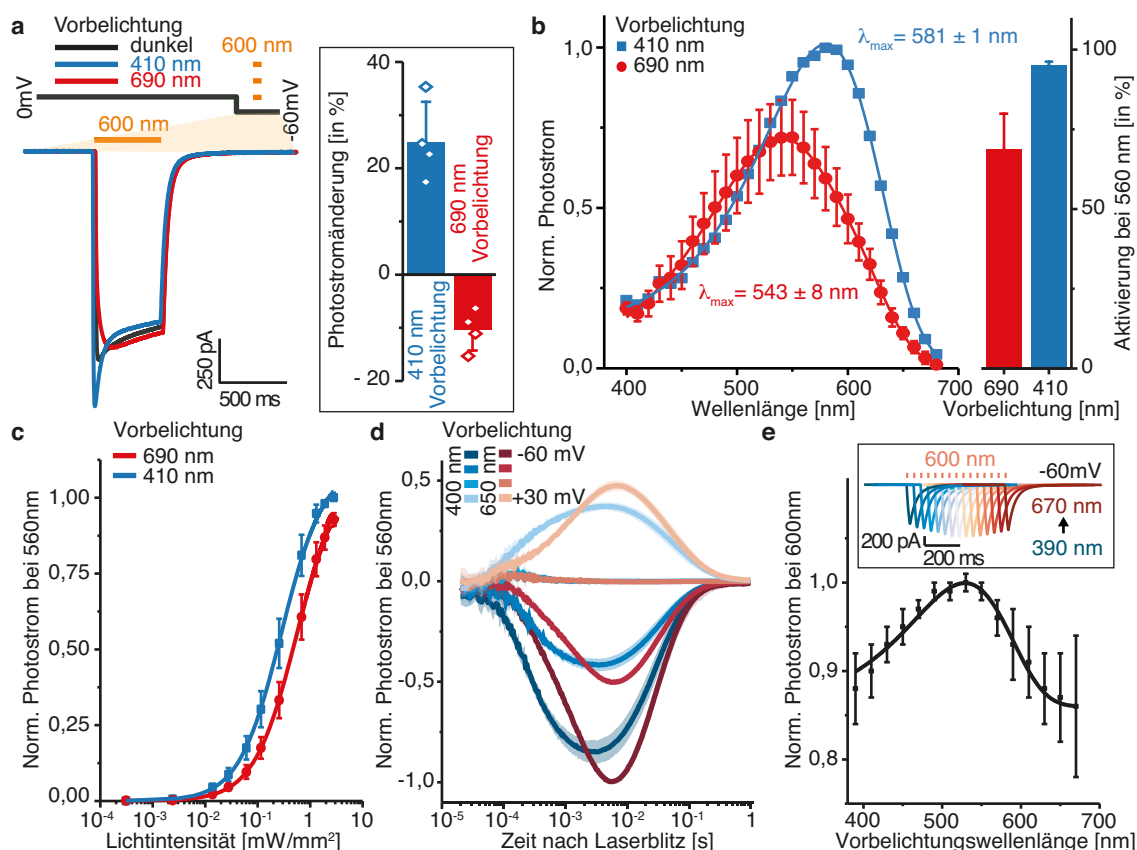 a
Vorbelichtung
dunkel
410 nm
690 nm
600 nm
0mV
-60mV
600 nm
250 pA
500 ms
Photostromänderung [in %]
40
20
0
- 20
690 nm
Vorbelichtung
410 nm
Vorbelichtung
b
Vorbelichtung
410 nm
690 nm
λmax = 581 ± 1 nm
λmax = 543 ± 8 nm
Norm. Photostrom
1,0
0,5
0,0
400
500
600
700
Wellenlänge [nm]
690
410
Vorbelichtung [nm]
100
50
0
Aktivierung bei 560 nm [in %]
c
Vorbelichtung
690 nm
410 nm
Norm. Photostrom bei 560nm
1,00
0,75
0,50
0,25
0,00
10-4
10-3
10-2
10-1
1
10
Lichtintensität [mW/mm2]
d
Vorbelichtung
400 nm
650 nm
-60 mV
+30 mV
Norm. Photostrom bei 560nm
0,5
0,0
-0,5
-1,0
10-5
10-4
10-3
10-2
10-1
1
Zeit nach Laserblitz [s]
e
600 nm
-60mV
670 nm
390 nm
200 pA
200 ms
Norm. Photostrom bei 600nm
1,0
0,9
0,8
400
500
600
700
Vorbelichtungswellenlänge [nm]